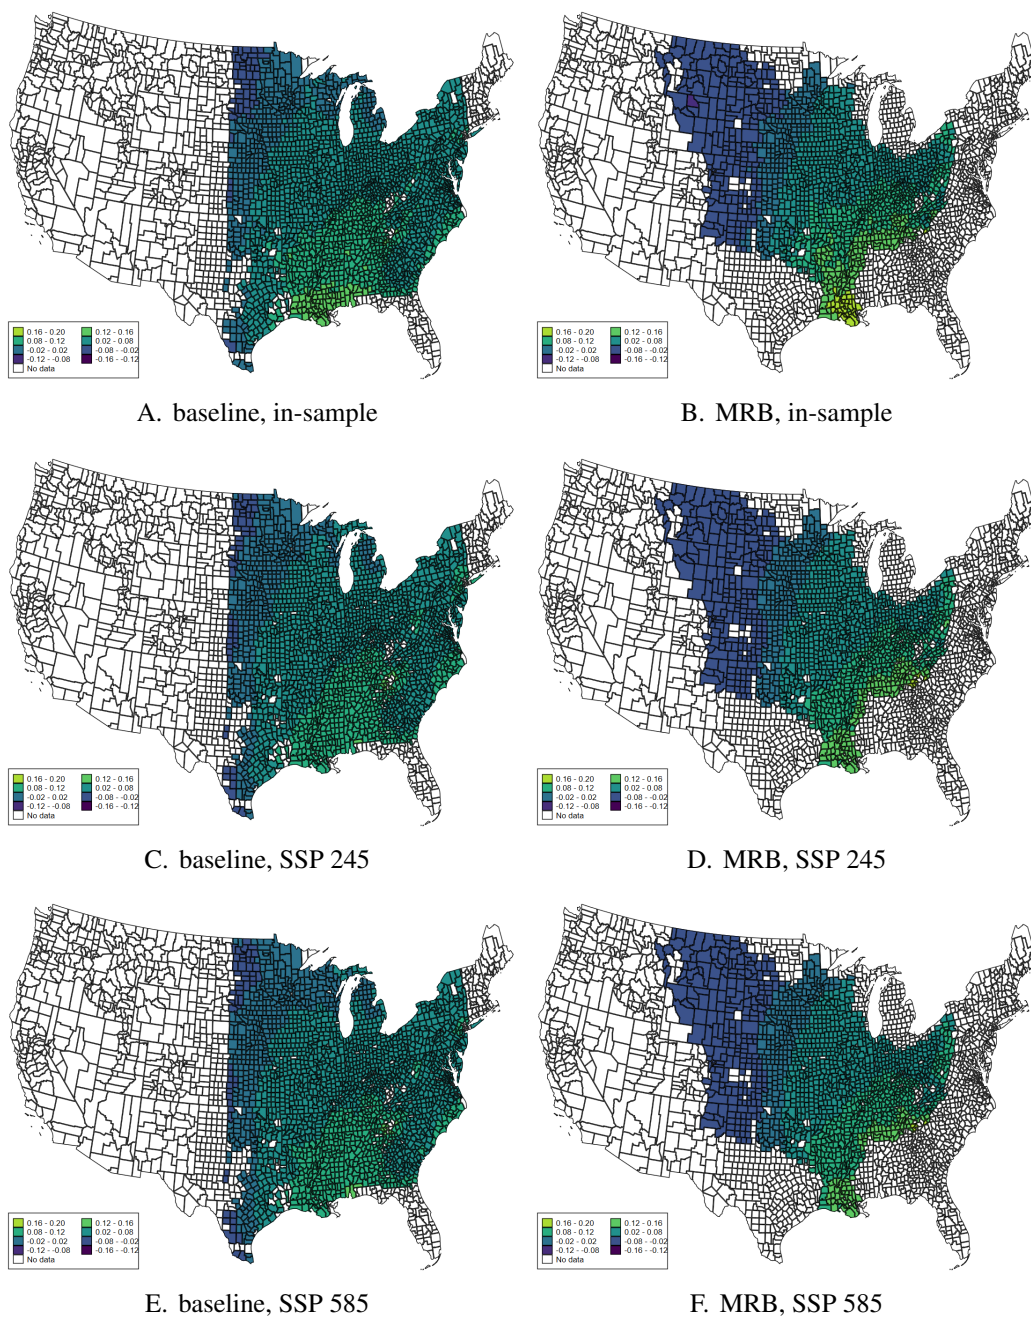 0.16 - 0.20 0.12 - 0.16
0.08 - 0.12 0.02 - 0.08
-0.02 - 0.02 -0.08 - -0.02
-0.12 - -0.08 -0.16 - -0.12
No data
0.16 - 0.20 0.12 - 0.16
0.08 - 0.12 0.02 - 0.08
-0.02 - 0.02 -0.08 - -0.02
-0.12 - -0.08 -0.16 - -0.12
No data
A. baseline, in-sample
B. MRB, in-sample
0.16 - 0.20 0.12 - 0.16
0.08 - 0.12 0.02 - 0.08
-0.02 - 0.02 -0.08 - -0.02
-0.12 - -0.08 -0.16 - -0.12
No data
0.16 - 0.20 0.12 - 0.16
0.08 - 0.12 0.02 - 0.08
-0.02 - 0.02 -0.08 - -0.02
-0.12 - -0.08 -0.16 - -0.12
No data
C. baseline, SSP 245
D. MRB, SSP 245
0.16 - 0.20 0.12 - 0.16
0.08 - 0.12 0.02 - 0.08
-0.02 - 0.02 -0.08 - -0.02
-0.12 - -0.08 -0.16 - -0.12
No data
0.16 - 0.20 0.12 - 0.16
0.08 - 0.12 0.02 - 0.08
-0.02 - 0.02 -0.08 - -0.02
-0.12 - -0.08 -0.16 - -0.12
No data
E. baseline, SSP 585
F. MRB, SSP 585